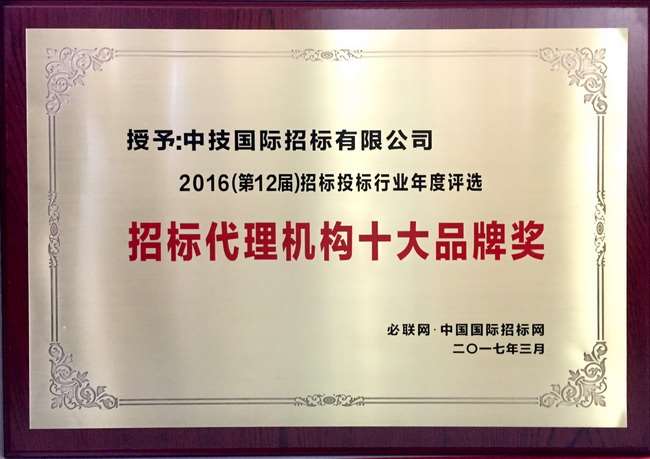 授予:中技国际招标有限公司
2016(第12届)招标投标行业年度评选
招标代理机构十大品牌奖
必联网·中国国际招标网
二〇一七年三月